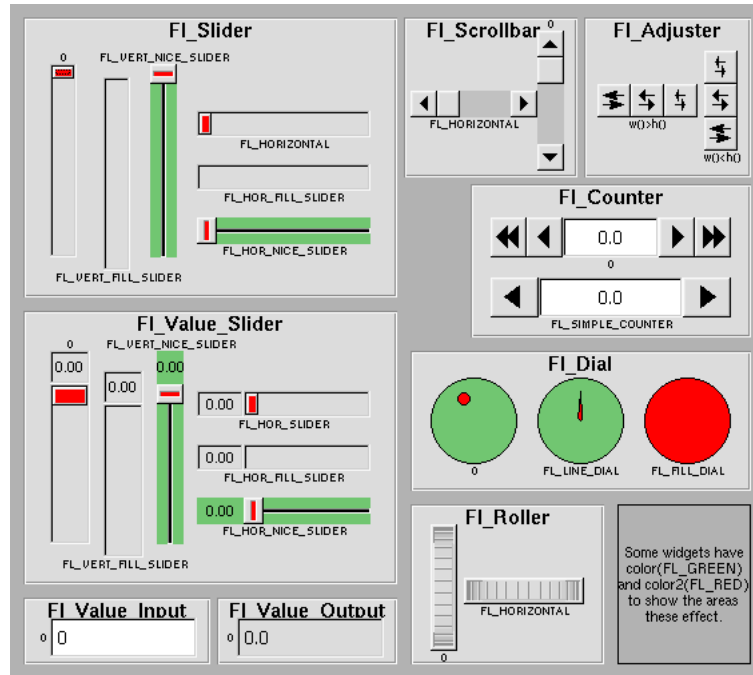 Fl_Slider
0
FL_VERT_NICE_SLIDER
FL_HORIZONTAL
FL_HOR_FILL_SLIDER
FL_HOR_NICE_SLIDER
FL_VERT_FILL_SLIDER
Fl_Scrollbar
0
FL_HORIZONTAL
Fl_Adjuster
w()>h()
w()<h()
Fl_Counter
0.0
0
0.0
FL_SIMPLE_COUNTER
Fl_Value_Slider
0
FL_VERT_NICE_SLIDER
0.00
0.00
0.00
0.00
FL_HOR_SLIDER
0.00
FL_HOR_FILL_SLIDER
0.00
FL_HOR_NICE_SLIDER
FL_VERT_FILL_SLIDER
Fl_Dial
0
FL_LINE_DIAL
FL_FILL_DIAL
Fl_Roller
FL_HORIZONTAL
0
Some widgets have
color(FL_GREEN)
and color2(FL_RED)
to show the areas
these effect.
Fl_Value_Input
0
0
Fl_Value_Output
0
0.0